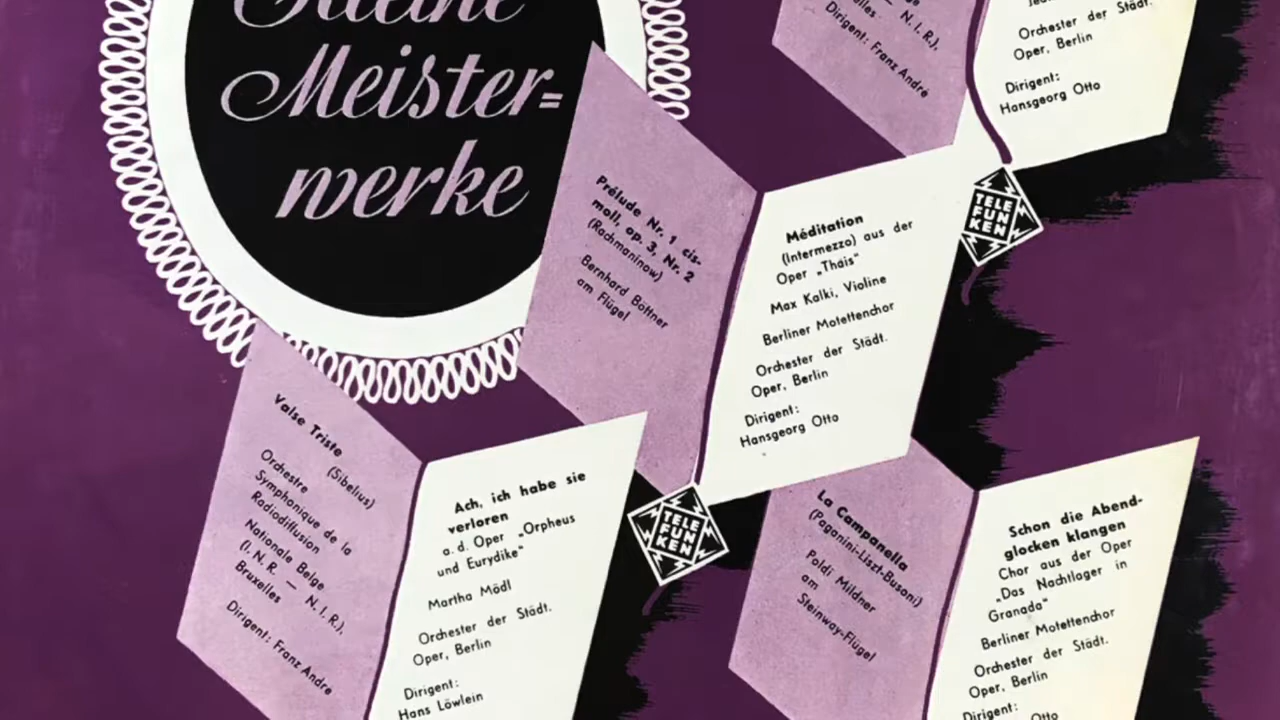 Kleine
Meister=
werke
Bruxelles — N. I. R.),
Dirigent: Franz André
Orchester der Städt.
Oper, Berlin
Dirigent:
Hansgeorg Otto
TELE
FUN
KEN
Prélude Nr. 1 cis-
moll, op. 3, Nr. 2
(Rachmaninow)
Bernhard Böttner
am Flügel
Méditation
(Intermezzo) aus der
Oper „Thais“
Max Kalki, Violine
Berliner Motettenchor
Orchester der Städt.
Oper, Berlin
Dirigent:
Hansgeorg Otto
TELE
FUN
KEN
Valse Triste
(Sibelius)
Orchestre
Symphonique de la
Radiodiffusion
Nationale Belge
(I. N. R. — N. I. R.),
Bruxelles
Dirigent: Franz André
Ach, ich habe sie
verloren
a. d. Oper „Orpheus
und Eurydike“
Martha Mödl
Orchester der Städt.
Oper, Berlin
Dirigent:
Hans Löwlein
La Campanella
(Paganini-Liszt-Busoni)
Poldi Mildner
am
Steinway-Flügel
Schon die Abend-
glocken klangen
Chor aus der Oper
„Das Nachtlager in
Granada“
Berliner Motettenchor
Orchester der Städt.
Oper, Berlin
Dirigent:
Otto